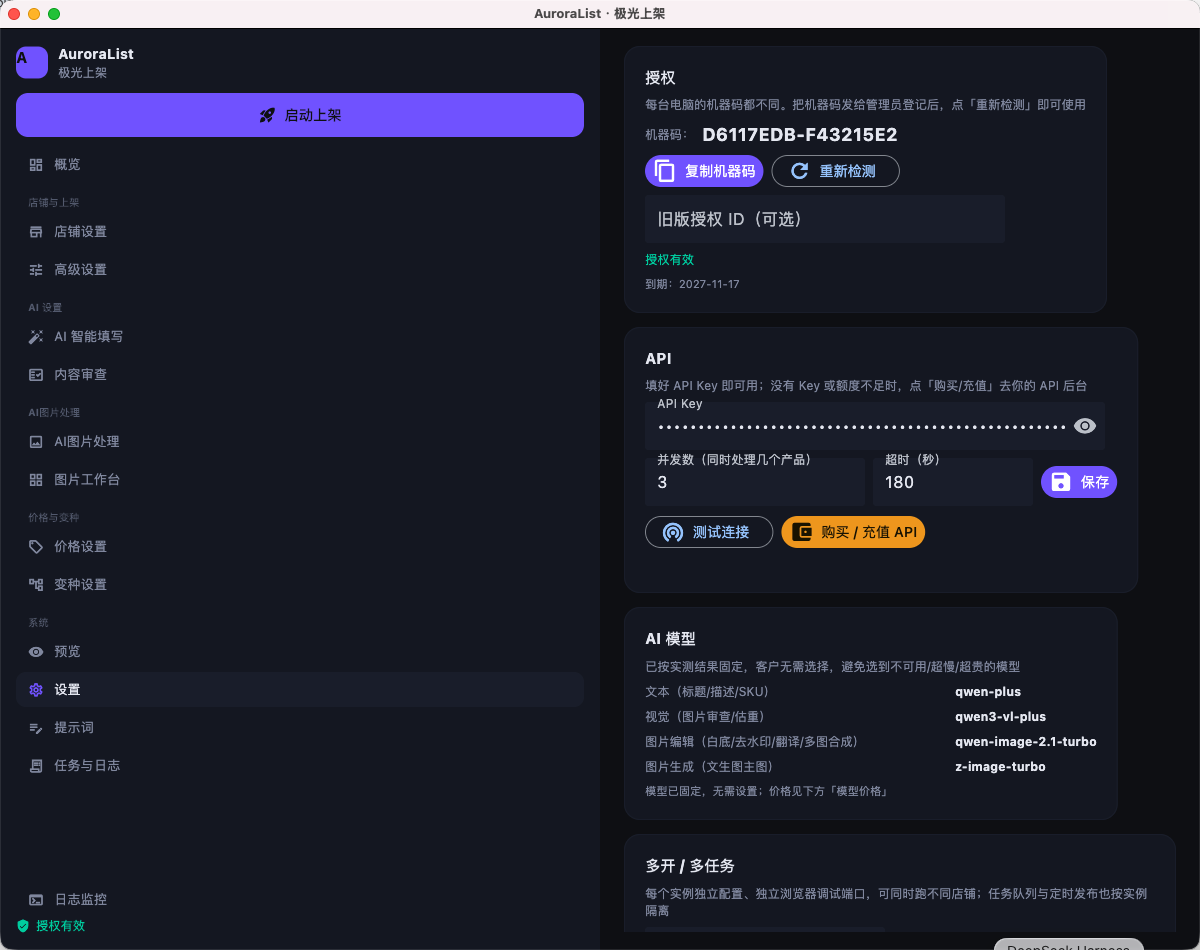 AuroraList · 极光上架
A
AuroraList
极光上架
启动上架
概览
店铺与上架
店铺设置
高级设置
AI 设置
AI 智能填写
内容审查
AI图片处理
AI图片处理
图片工作台
价格与变种
价格设置
变种设置
系统
预览
设置
提示词
任务与日志
日志监控
授权有效
授权
每台电脑的机器码都不同。把机器码发给管理员登记后，点「重新检测」即可使用
机器码： D6117EDB-F43215E2
复制机器码 重新检测
旧版授权 ID（可选）
授权有效
到期：2027-11-17
API
填好 API Key 即可用；没有 Key 或额度不足时，点「购买/充值」去你的 API 后台
API Key
并发数（同时处理几个产品） 超时（秒）
3 180 保存
测试连接 购买 / 充值 API
AI 模型
已按实测结果固定，客户无需选择，避免选到不可用/超慢/超贵的模型
文本（标题/描述/SKU） qwen-plus
视觉（图片审查/估重） qwen3-vl-plus
图片编辑（白底/去水印/翻译/多图合成） qwen-image-2.1-turbo
图片生成（文生图主图） z-image-turbo
模型已固定，无需设置；价格见下方「模型价格」
多开 / 多任务
每个实例独立配置、独立浏览器调试端口，可同时跑不同店铺；任务队列与定时发布也按实例
隔离
DeepSeek Harness